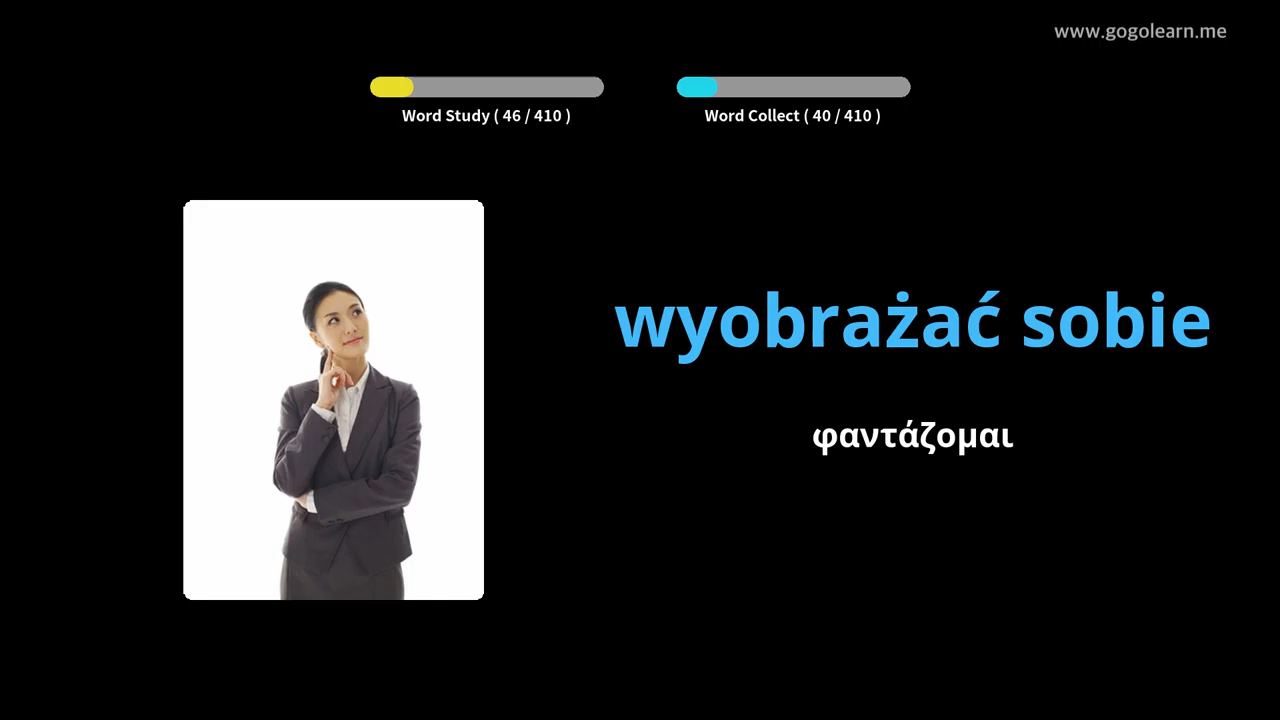 www.gogolearn.me
Word Study ( 46 / 410 )
Word Collect ( 40 / 410 )
wyobrażać sobie
φαντάζομαι